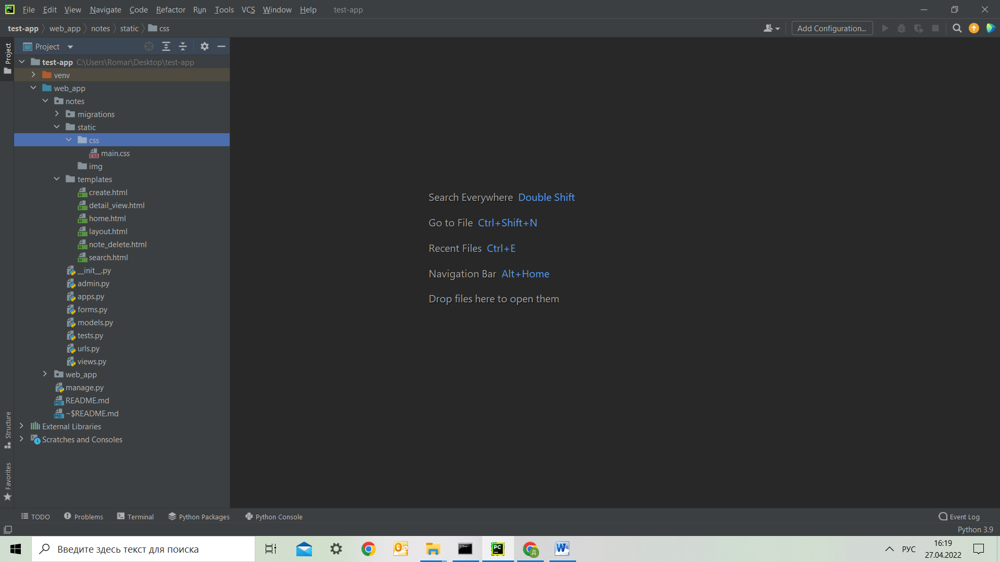 File Edit View Navigate Code Refactor Run Tools VCS Window Help test-app
test-app web_app notes static css
Add Configuration...
Project
Project
test-app C:\Users\Romar\Desktop\test-app
venv
web_app
notes
migrations
static
css
main.css
img
templates
create.html
detail_view.html
home.html
layout.html
note_delete.html
search.html
__init__.py
admin.py
apps.py
forms.py
models.py
tests.py
urls.py
views.py
web_app
manage.py
README.md
~$README.md
External Libraries
Scratches and Consoles
Structure
Favorites
Search Everywhere Double Shift
Go to File Ctrl+Shift+N
Recent Files Ctrl+E
Navigation Bar Alt+Home
Drop files here to open them
TODO Problems Terminal Python Packages Python Console Event Log
Python 3.9
Введите здесь текст для поиска
РУС
16:19
27.04.2022